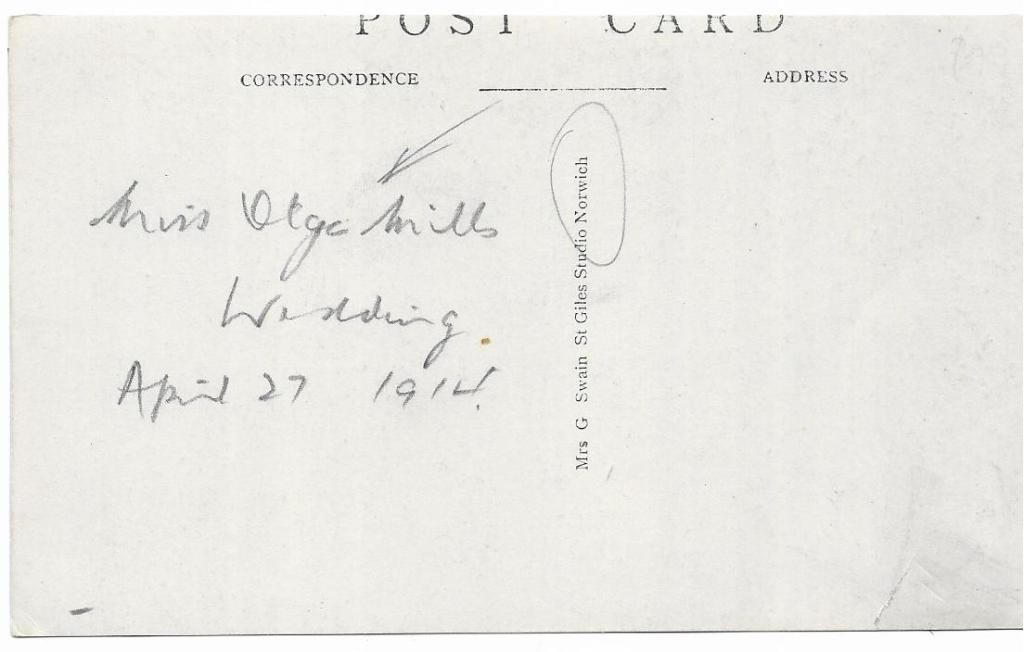 POST CARD
CORRESPONDENCE
ADDRESS
Miss Olga Mills
Wedding
April 27 1914.
Mrs G Swain St Giles Studio Norwich